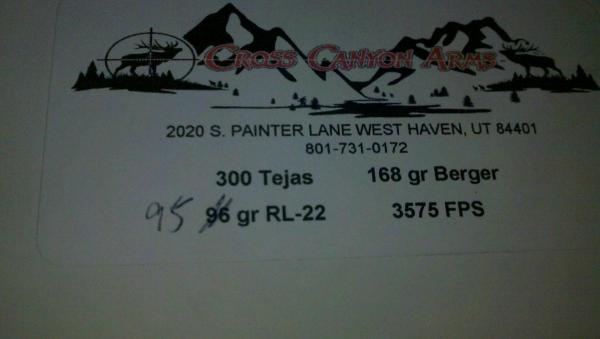 CROSS CANYON ARMS
2020 S. PAINTER LANE WEST HAVEN, UT 84401
801-731-0172
300 Tejas 168 gr Berger
95 96 gr RL-22 3575 FPS